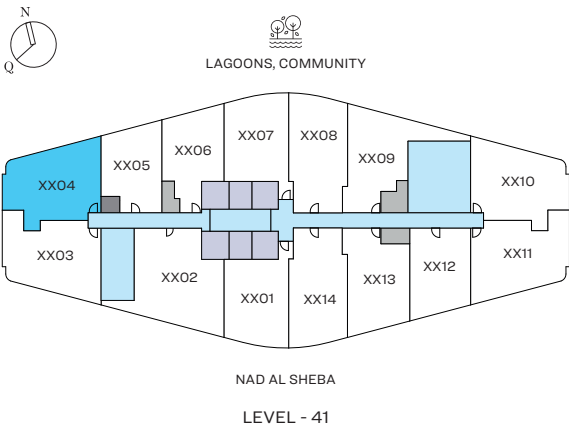 N
Q
LAGOONS, COMMUNITY
XX07
XX08
XX06
XX05
XX09
XX04
XX10
XX03
XX02
XX01
XX14
XX13
XX12
XX11
NAD AL SHEBA
LEVEL - 41